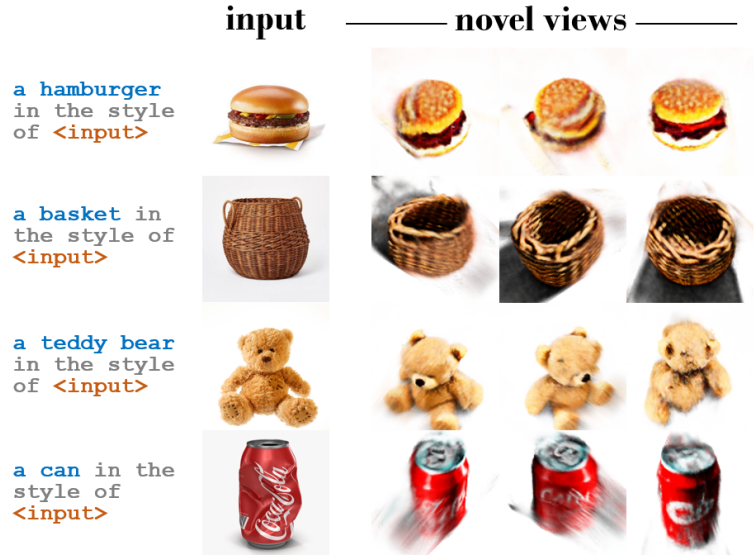 input
novel views
a hamburger
in the style
of <input>
a basket in
the style of
<input>
a teddy bear
in the style
of <input>
a can in the
style of
<input>
Coca-Cola